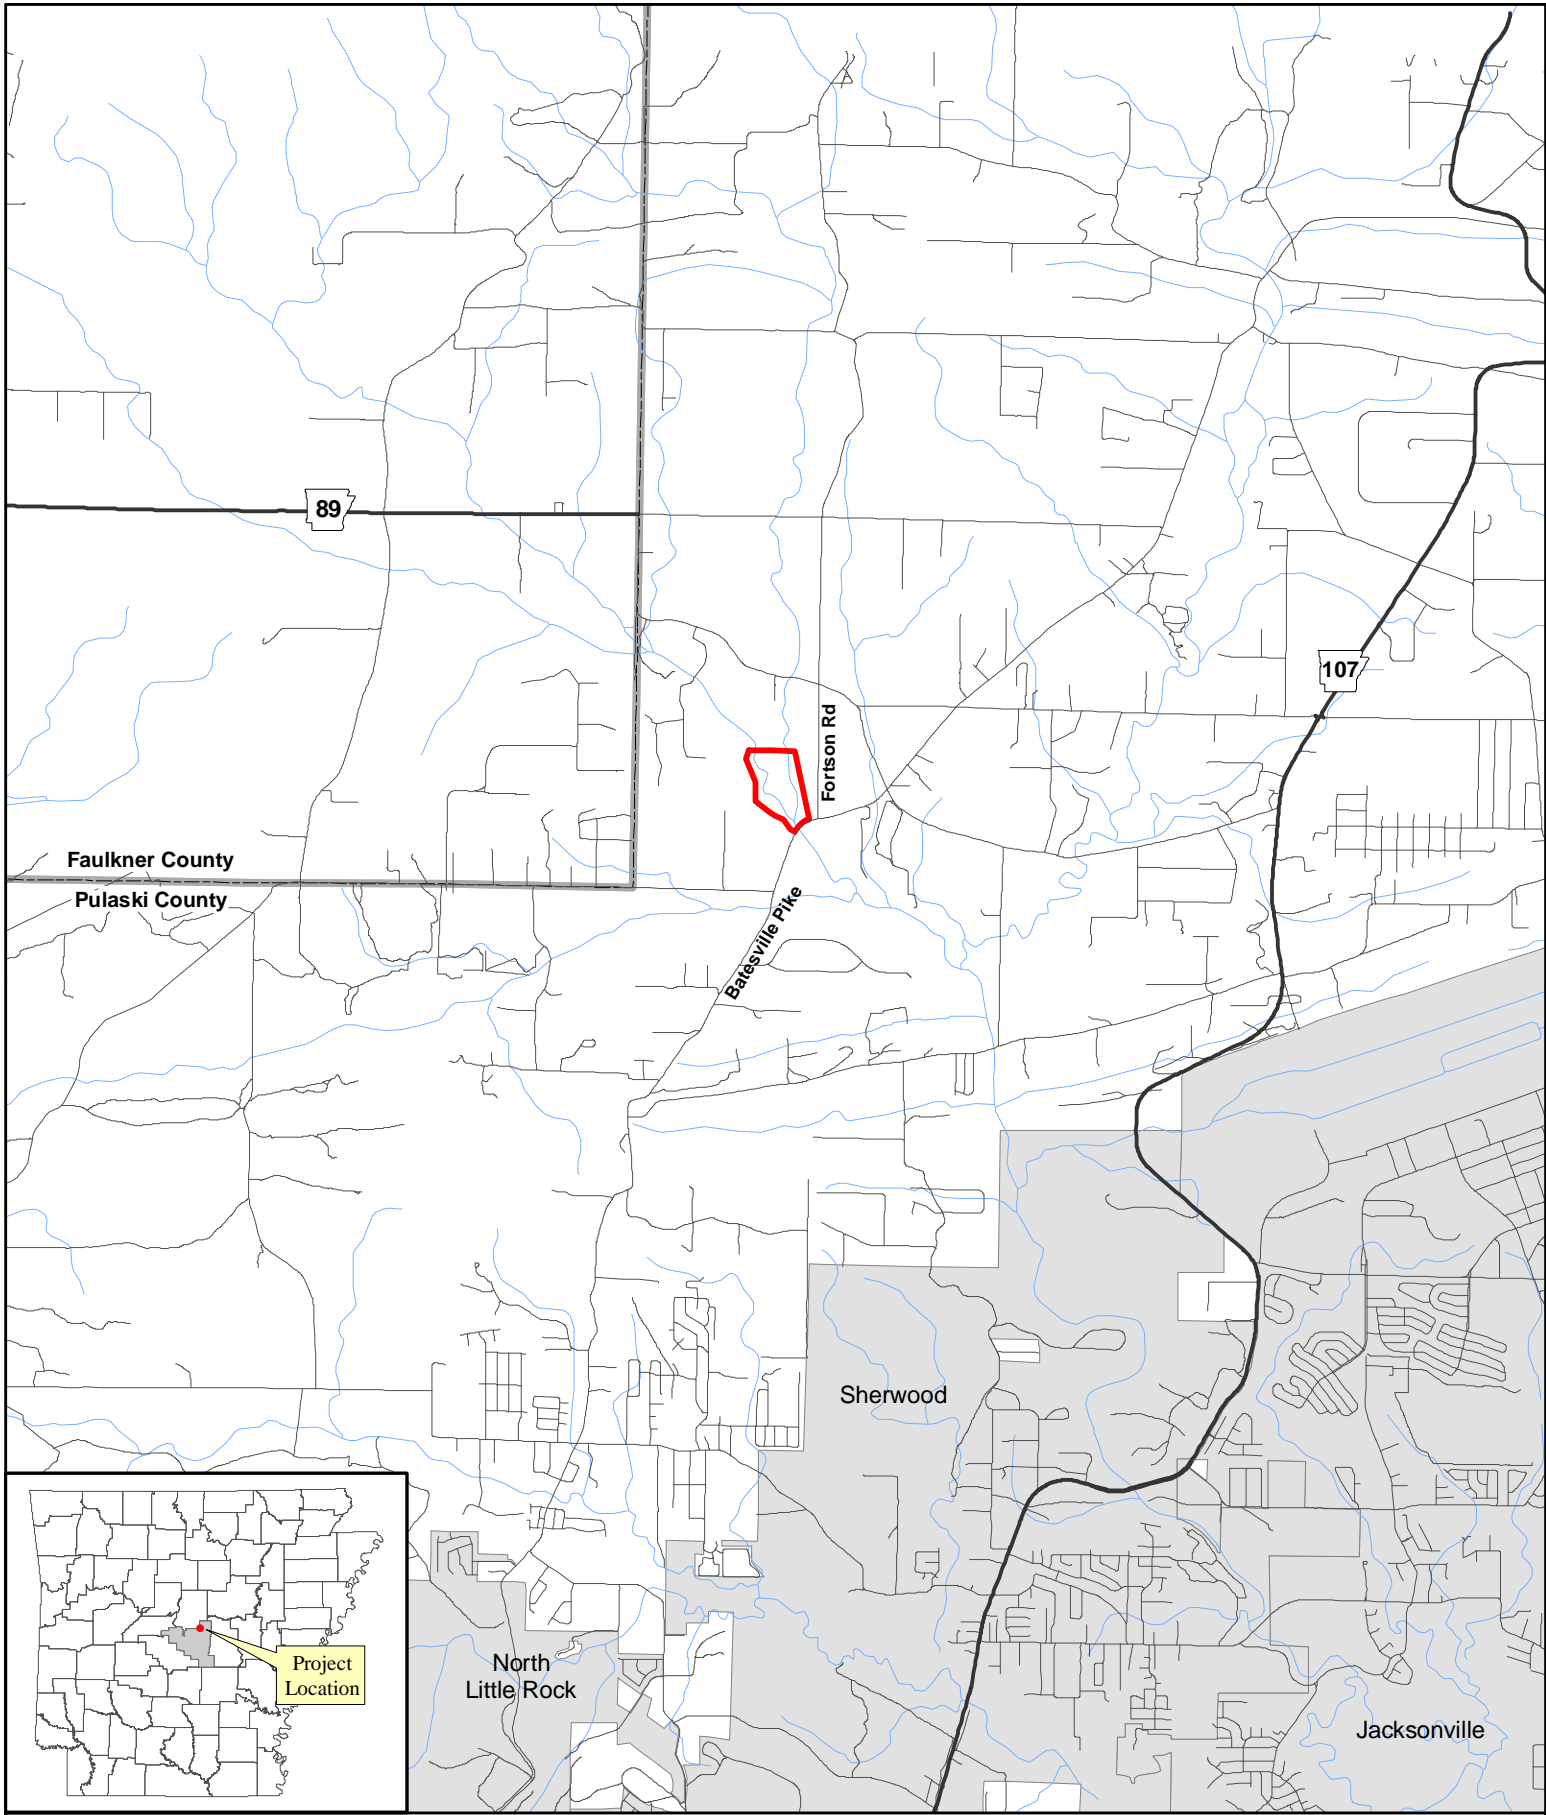 89
107
Fortson Rd
Faulkner County
Pulaski County
Batesville Pike
Sherwood
North
Little Rock
Project
Location
Jacksonville